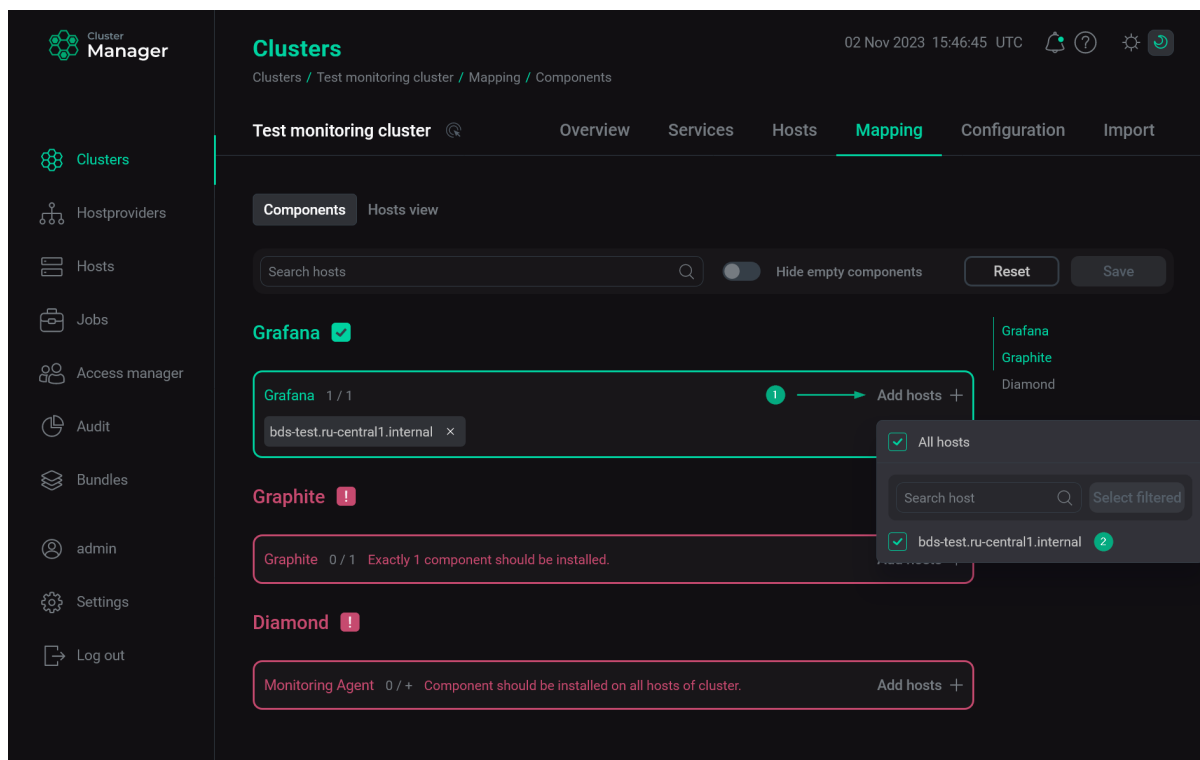 Cluster
Manager
Clusters
02 Nov 2023 15:46:45 UTC
Clusters / Test monitoring cluster / Mapping / Components
Test monitoring cluster
Overview
Services
Hosts
Mapping
Configuration
Import
Clusters
Hostproviders
Hosts
Jobs
Access manager
Audit
Bundles
admin
Settings
Log out
Components
Hosts view
Search hosts
Hide empty components
Reset
Save
Grafana
Grafana 1 / 1
1
Add hosts
bds-test.ru-central1.internal
Graphite
Graphite 0 / 1 Exactly 1 component should be installed.
Diamond
Monitoring Agent 0 / + Component should be installed on all hosts of cluster.
Add hosts
Grafana
Graphite
Diamond
All hosts
Search host
Select filtered
bds-test.ru-central1.internal 2